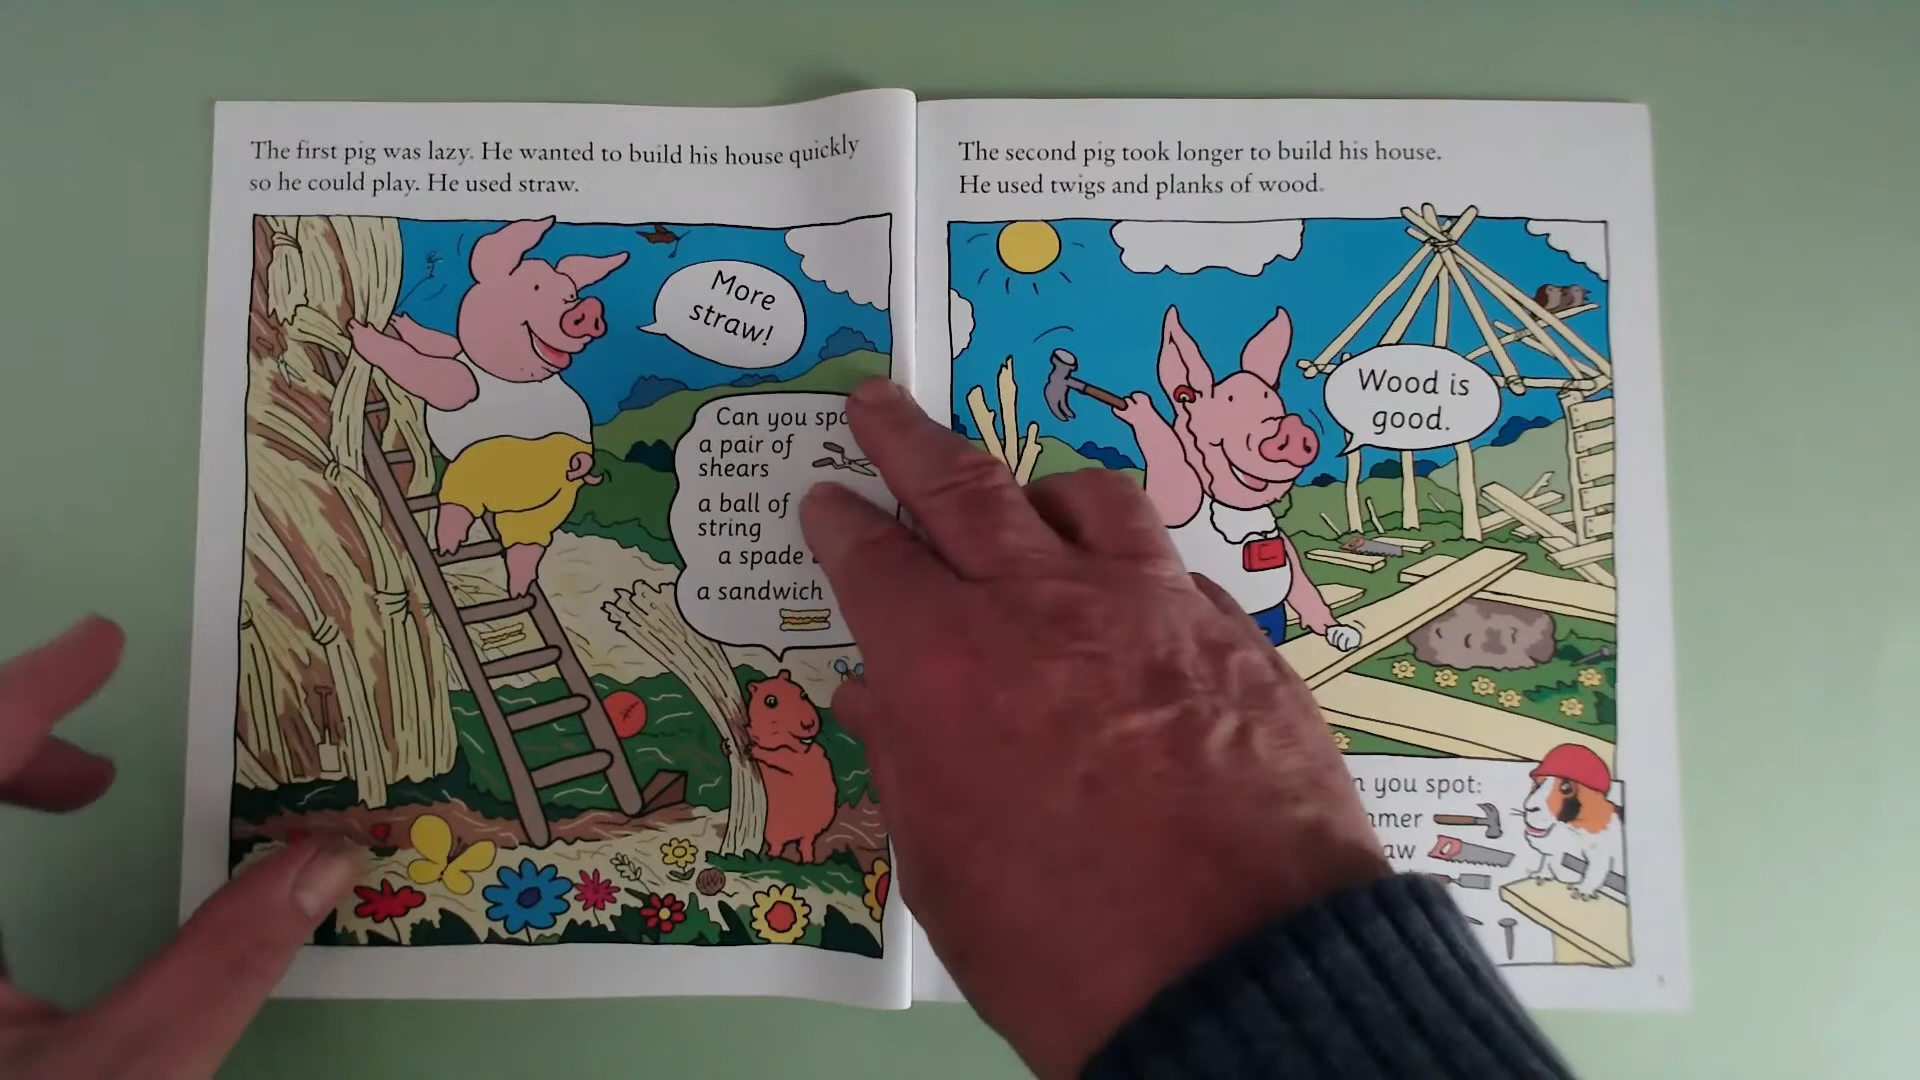 The first pig was lazy. He wanted to build his house quickly
so he could play. He used straw.
More
straw!
Can you
a pair of
shears
a ball of
string
a spade
a sandwich
The second pig took longer to build his house.
He used twigs and planks of wood.
Wood is
good.
you spot: